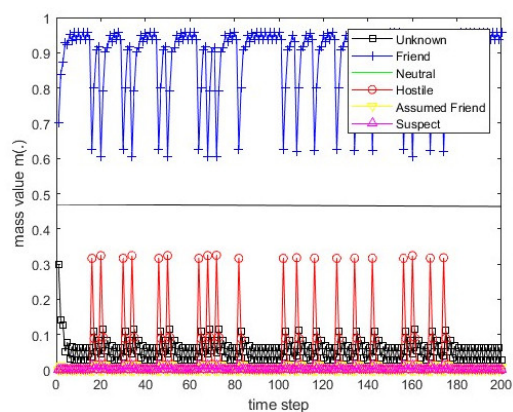 1
0.9
0.8
0.7
0.6
0.5
0.4
0.3
0.2
0.1
0
mass value m(.)
Unknown
Friend
Neutral
Hostile
Assumed Friend
Suspect
0 20 40 60 80 100 120 140 160 180 200
time step